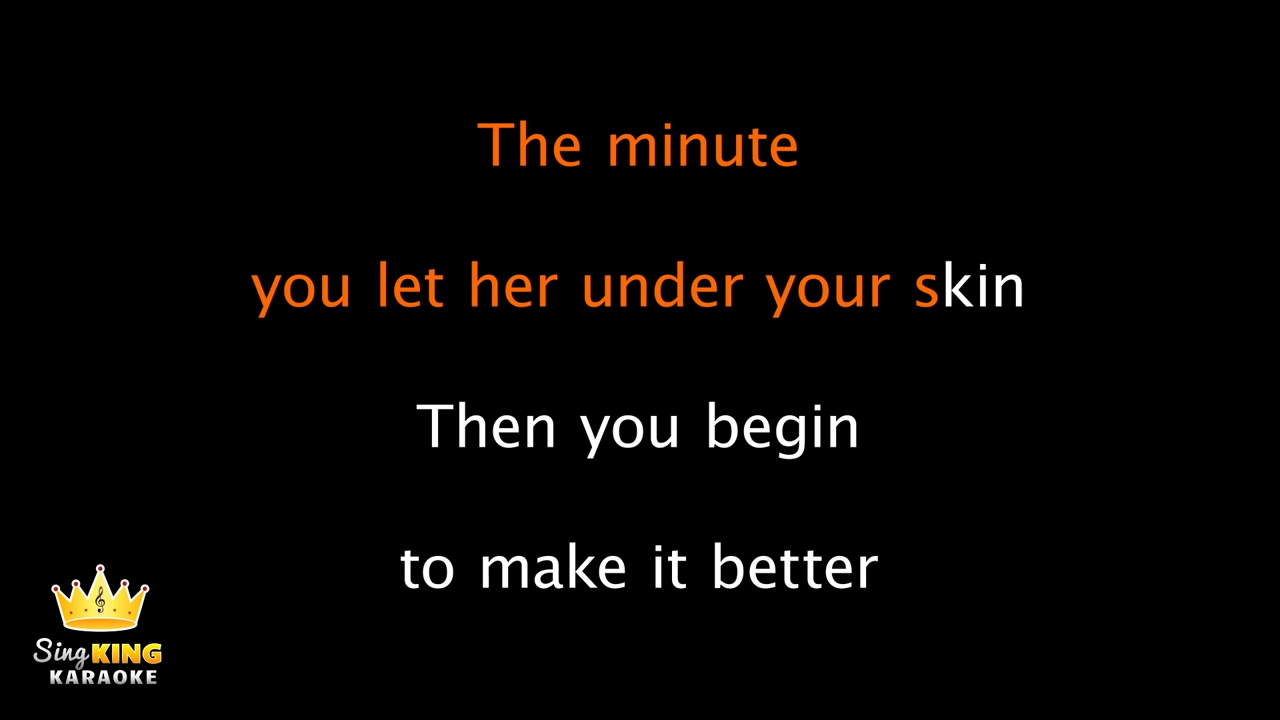 The minute
you let her under your skin
Then you begin
to make it better
Sing KING
KARAOKE